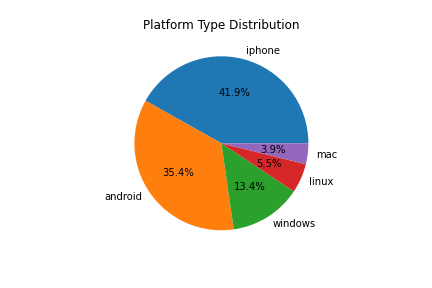 Platform Type Distribution
iphone
41.9%
3.9%
mac
5.5%
linux
35.4%
13.4%
android
windows